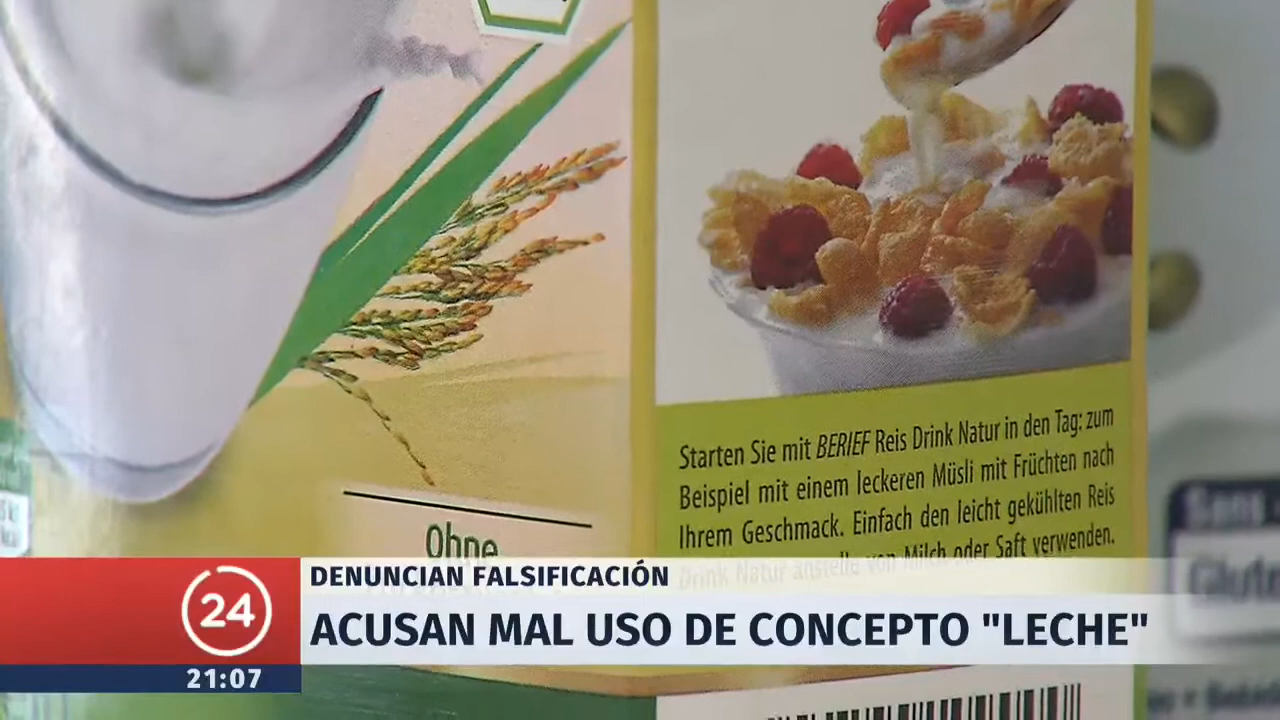 Starten Sie mit BERIEF Reis Drink Natur in den Tag: zum
Beispiel mit einem leckeren Müsli mit Früchten nach
Ihrem Geschmack. Einfach den leicht gekühlten Reis
Drink Natur anstelle von Milch oder Saft verwenden.
Ohne
Sans
Glute
DENUNCIAN FALSIFICACIÓN
24
ACUSAN MAL USO DE CONCEPTO "LECHE"
21:07